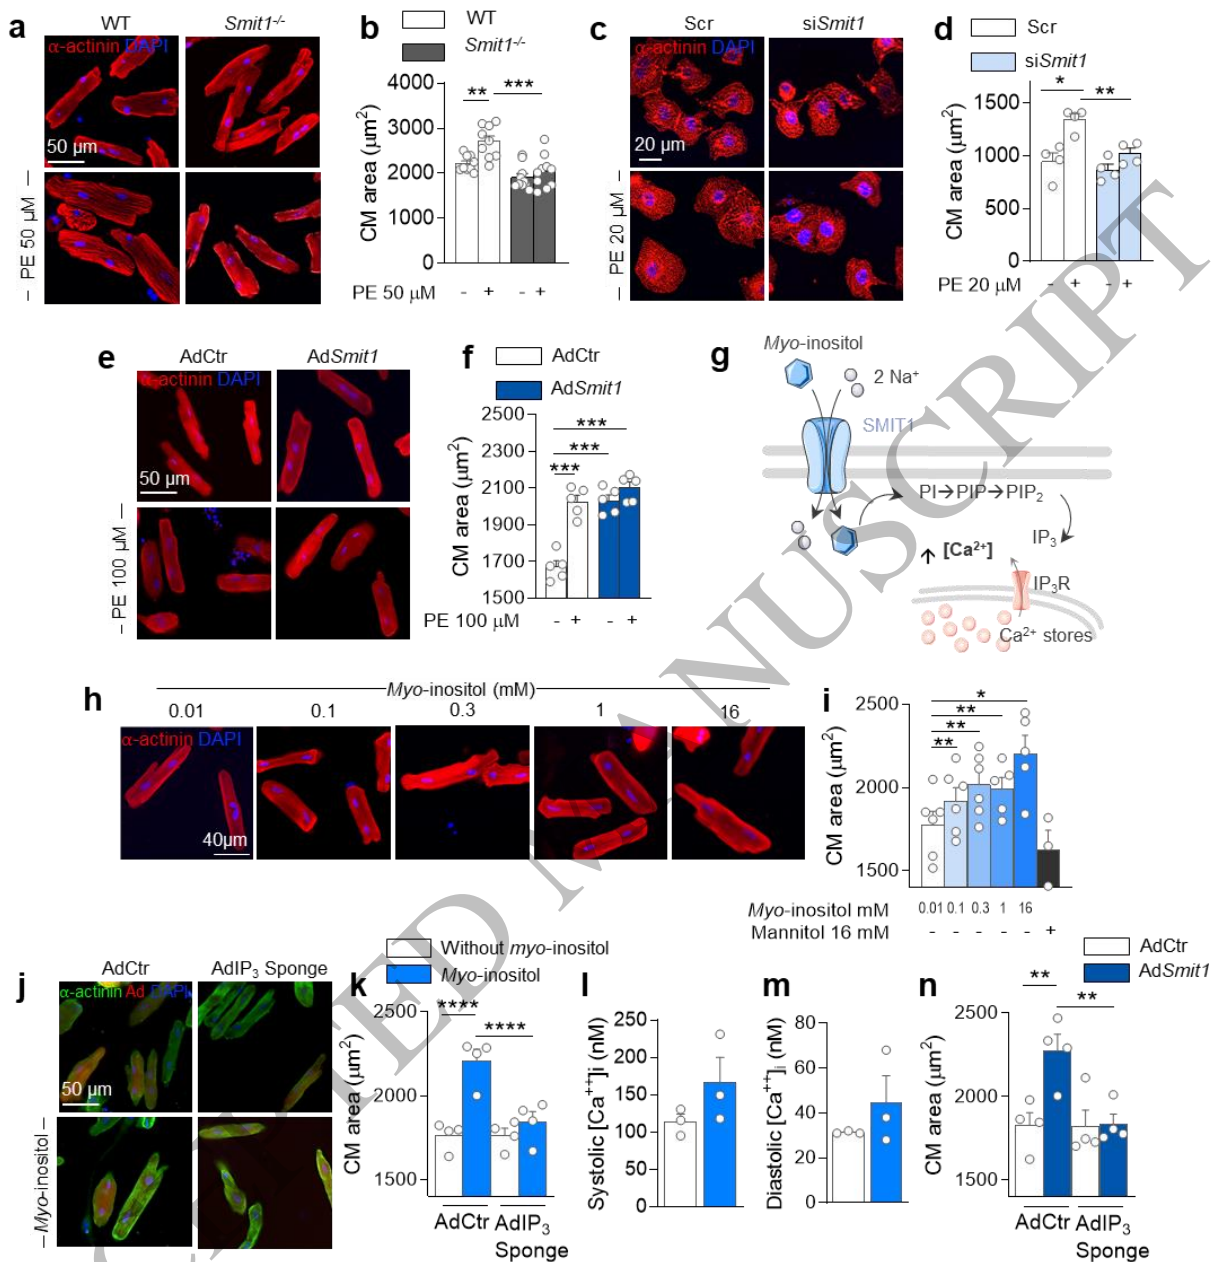 a
WT
Smit1-/-
α-actinin DAPI
50 µm
– PE 50 µM –
b
WT
Smit1-/-
CM area (µm2)
4000
3000
2000
1000
0
**
***
PE 50 µM
- + - +
c
Scr
siSmit1
α-actinin DAPI
20 µm
– PE 20 µM –
d
Scr
siSmit1
CM area (µm2)
1500
1000
500
0
*
**
PE 20 µM
- + - +
e
AdCtr
AdSmit1
α-actinin DAPI
50 µm
– PE 100 µM –
f
AdCtr
AdSmit1
CM area (µm2)
2500
2300
2100
1900
1700
1500
***
***
***
PE 100 µM
- + - +
g
Myo-inositol
2 Na+
SMIT1
PI→PIP→PIP2
IP3
↑ [Ca2+]
IP3R
Ca2+ stores
h
Myo-inositol (mM)
0.01 0.1 0.3 1 16
α-actinin DAPI
40µm
i
CM area (µm2)
2500
2000
1500
*
**
**
**
Myo-inositol mM 0.01 0.1 0.3 1 16
Mannitol 16 mM - - - - - +
j
AdCtr
AdIP3 Sponge
α-actinin Ad DAPI
50 µm
–Myo-inositol –
k
Without myo-inositol
Myo-inositol
CM area (µm2)
2500
2000
1500
****
****
AdCtr AdIP3
Sponge
l
Systolic [Ca++]i (nM)
250
200
150
100
50
0
m
Diastolic [Ca++]i (nM)
80
60
40
20
0
n
AdCtr
AdSmit1
CM area (µm2)
2500
2000
1500
**
**
AdCtr AdIP3
Sponge